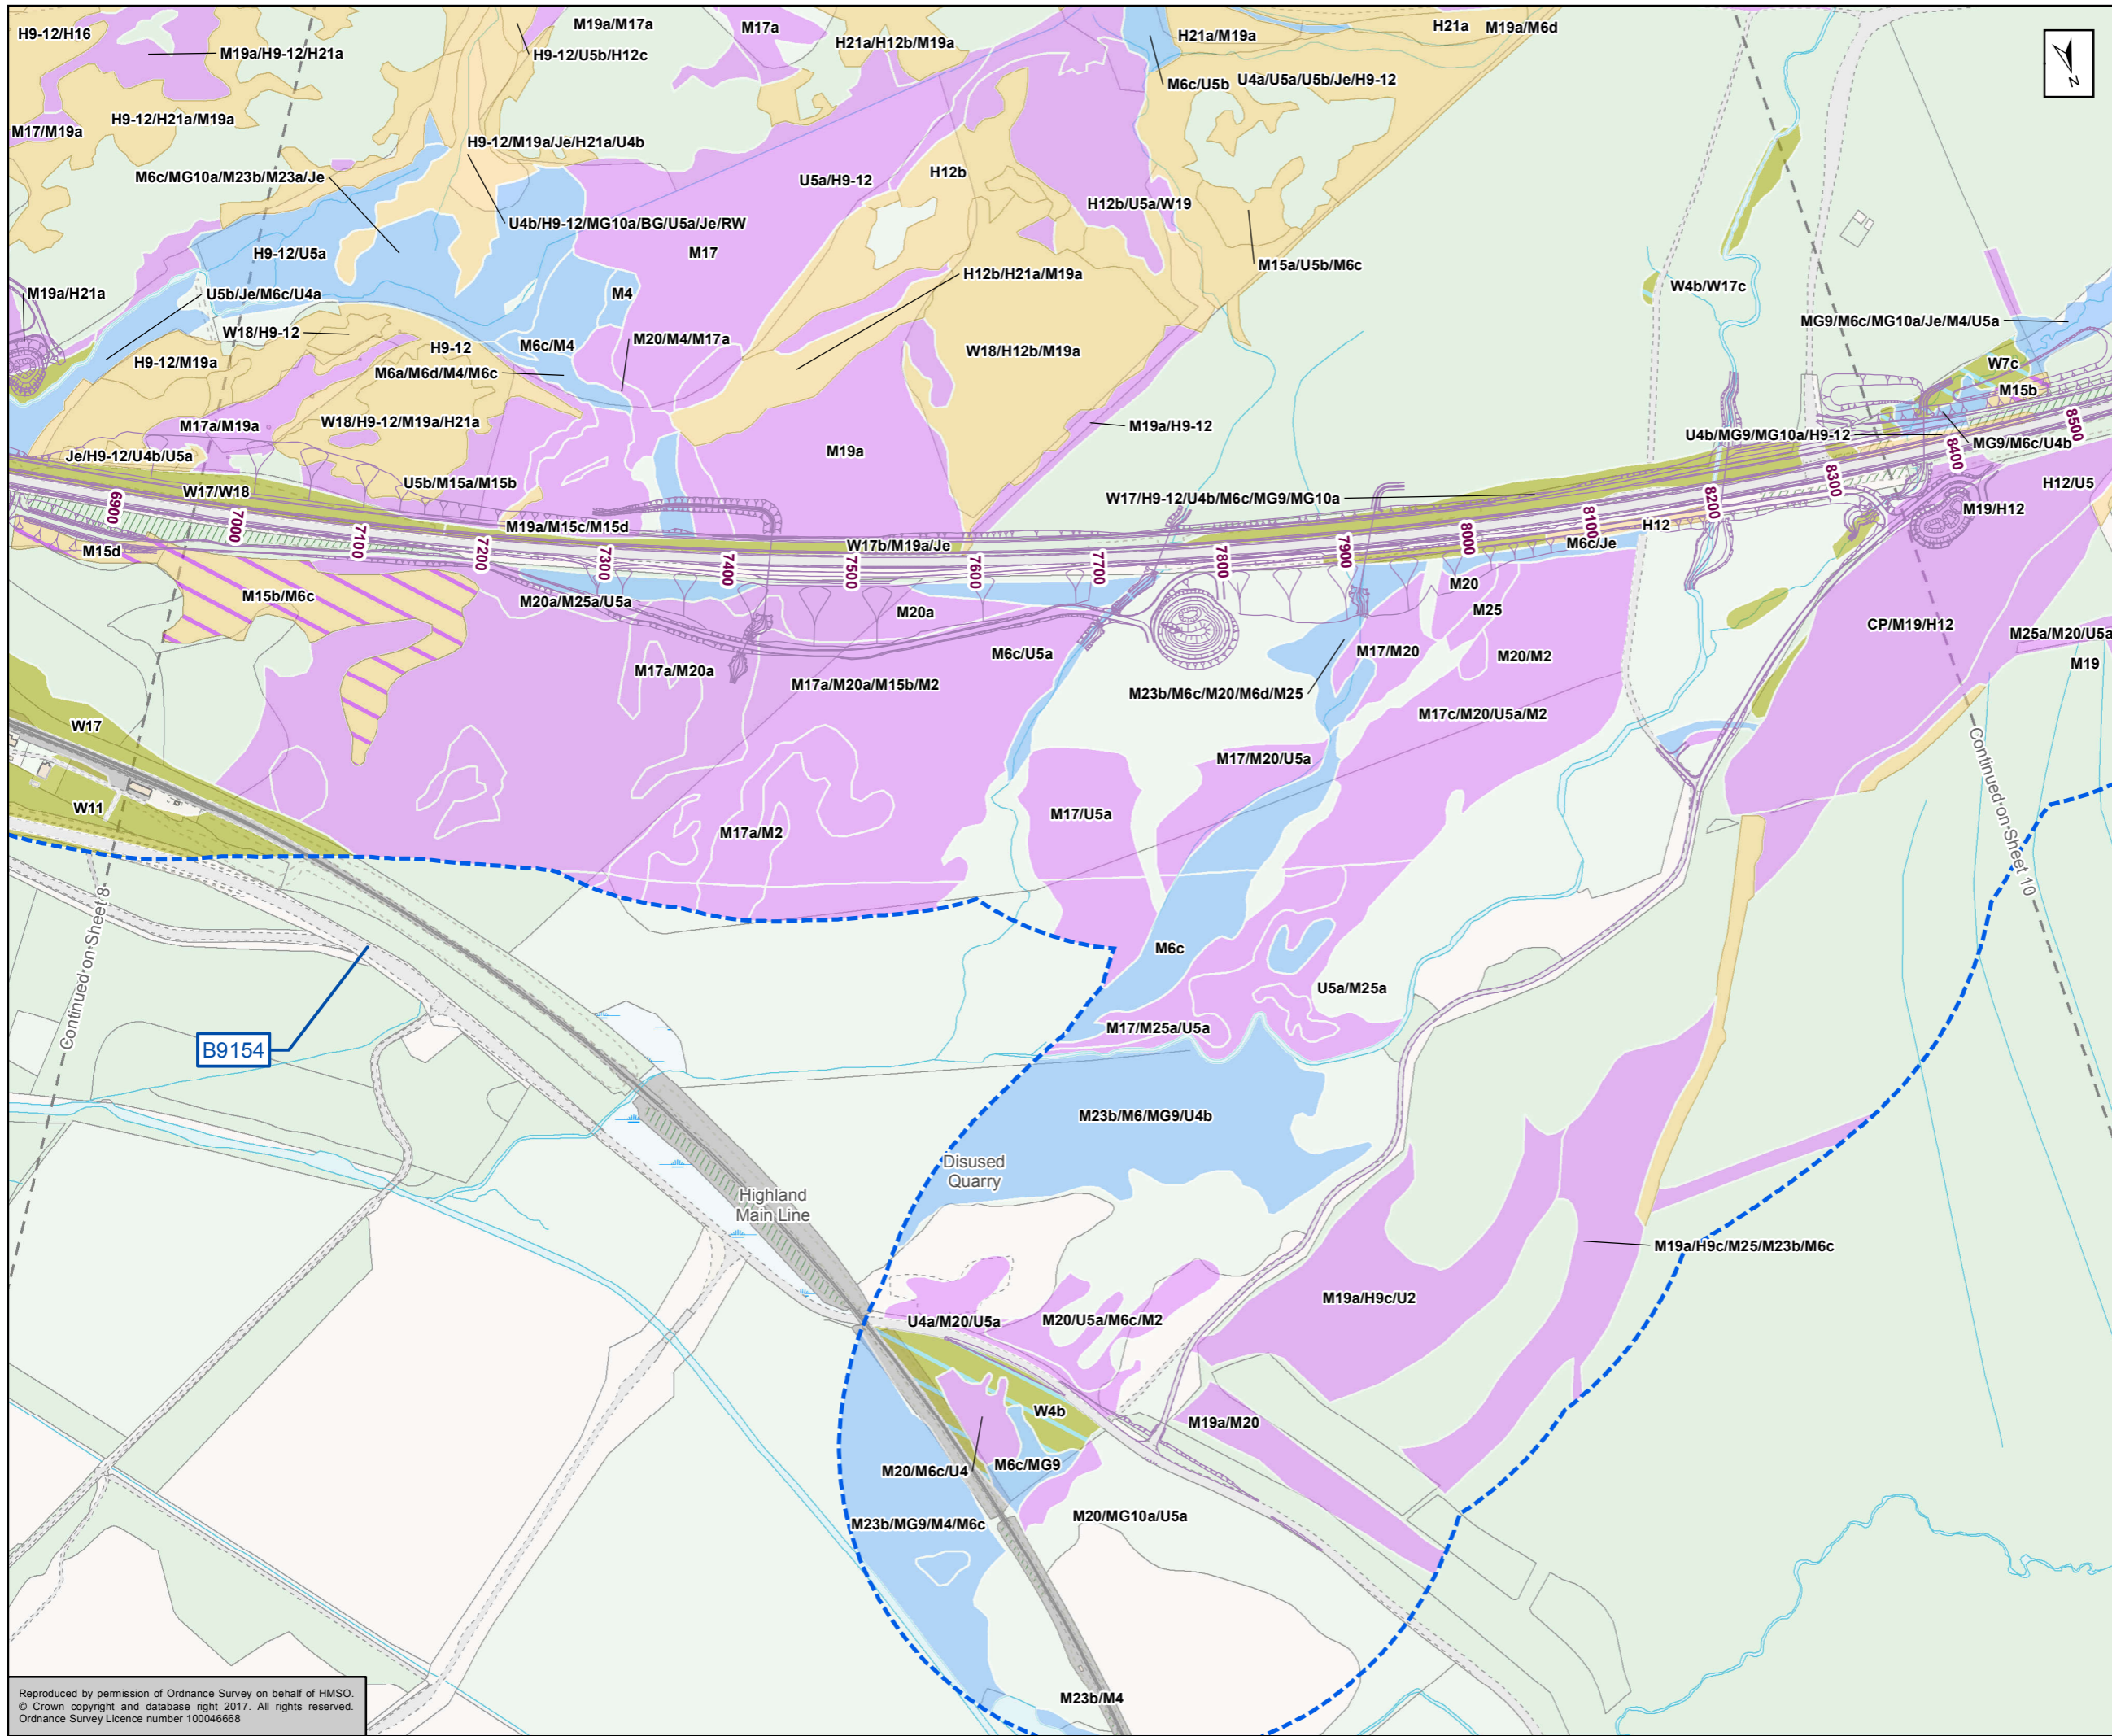 H9-12/H16
M19a/M17a
M17a
H21a/M19a
H21a
M19a/M6d
H21a/H12b/M19a
M19a/H9-12/H21a
H9-12/U5b/H12c
M6c/U5b
U4a/U5a/U5b/Je/H9-12
N
H9-12/H21a/M19a
M17/M19a
H9-12/M19a/Je/H21a/U4b
M6c/MG10a/M23b/M23a/Je
U5a/H9-12
H12b
H12b/U5a/W19
U4b/H9-12/MG10a/BG/U5a/Je/RW
H9-12/U5a
M17
M15a/U5b/M6c
H12b/H21a/M19a
M19a/H21a
U5b/Je/M6c/U4a
M4
W4b/W17c
MG9/M6c/MG10a/Je/M4/U5a
W18/H9-12
H9-12
M6c/M4
M20/M4/M17a
W18/H12b/M19a
H9-12/M19a
M6a/M6d/M4/M6c
W7c
M15b
W18/H9-12/M19a/H21a
M17a/M19a
M19a/H9-12
U4b/MG9/MG10a/H9-12
MG9/M6c/U4b
8500
8400
Je/H9-12/U4b/U5a
M19a
U5b/M15a/M15b
H12/U5
W17/W18
W17/H9-12/U4b/M6c/MG9/MG10a
8300
8200
M19/H12
6900
7000
7100
7200
7300
7400
7500
7600
7700
7800
7900
8000
8100
M19a/M15c/M15d
H12
M15d
W17b/M19a/Je
M6c/Je
M15b/M6c
M20a/M25a/U5a
M20a
M20
M25
CP/M19/H12
M25a/M20/U5a
M6c/U5a
M17/M20
M20/M2
M19
M17a/M20a
M17a/M20a/M15b/M2
M23b/M6c/M20/M6d/M25
M17c/M20/U5a/M2
W17
M17/M20/U5a
Continued on Sheet 10
W11
M17a/M2
M17/U5a
Continued on Sheet 8
M6c
U5a/M25a
B9154
M17/M25a/U5a
M23b/M6/MG9/U4b
Disused
Quarry
Highland
Main Line
M19a/H9c/M25/M23b/M6c
M19a/H9c/U2
U4a/M20/U5a
M20/U5a/M6c/M2
W4b
M19a/M20
M20/M6c/U4
M6c/MG9
M20/MG10a/U5a
M23b/MG9/M4/M6c
M23b/M4
Reproduced by permission of Ordnance Survey on behalf of HMSO.
© Crown copyright and database right 2017. All rights reserved.
Ordnance Survey Licence number 100046668